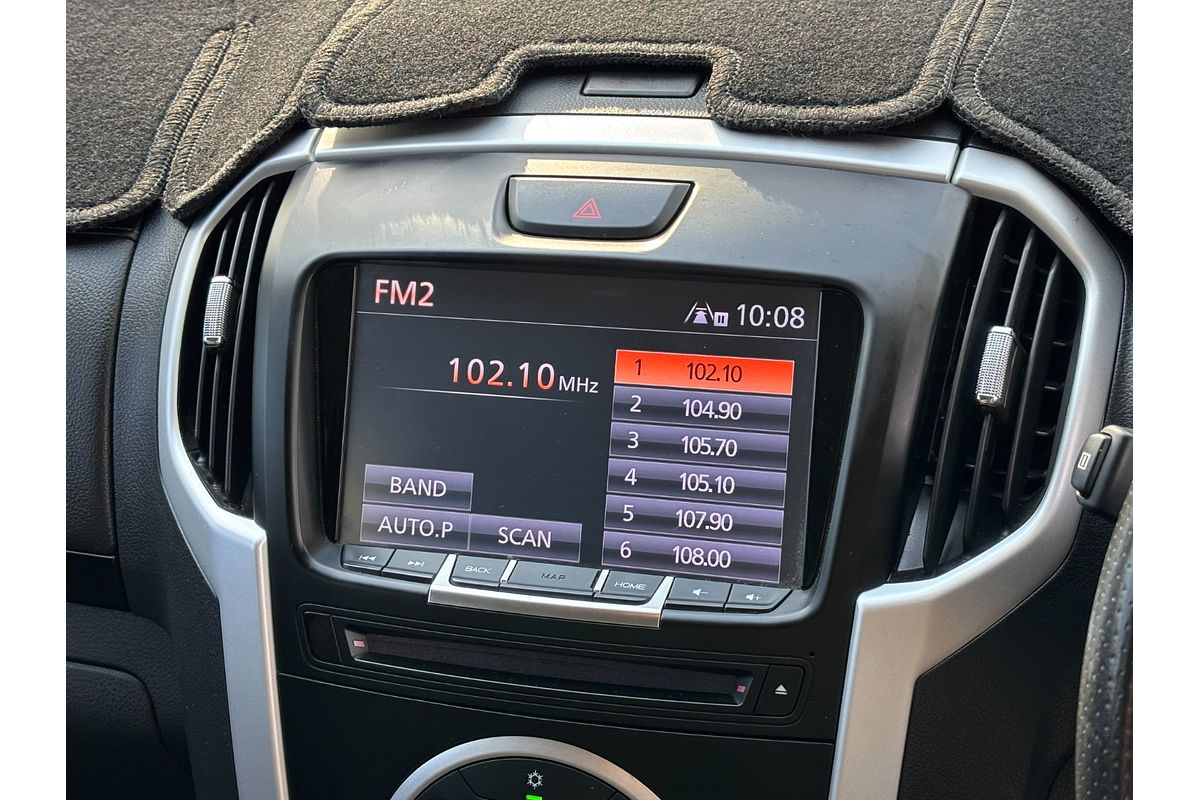 FM2
10:08
102.10 MHz
1 102.10
2 104.90
3 105.70
4 105.10
5 107.90
6 108.00
BAND
AUTO.P SCAN
BACK MAP HOME